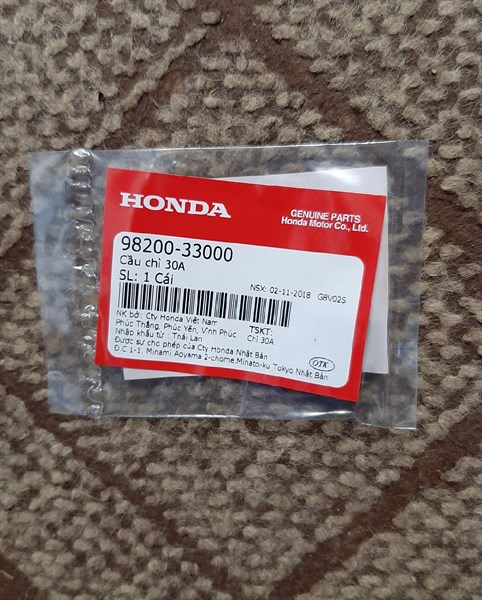 HONDA
GENUINE PARTS
Honda Motor Co., Ltd.
98200-33000
Cầu chì 30A
SL: 1 Cái
NSX: 02-11-2018 G8V02S
NK bởi: Cty Honda Việt Nam
TSKT:
Phúc Thắng, Phúc Yên, Vĩnh Phúc
Chì 30A
Nhập khẩu từ: Thái Lan
Được sự cho phép của Cty Honda Nhật Bản
Đ.C 1-1, Minami Aoyama 2-chome.Minato-ku Tokyo Nhật Bản
OTK